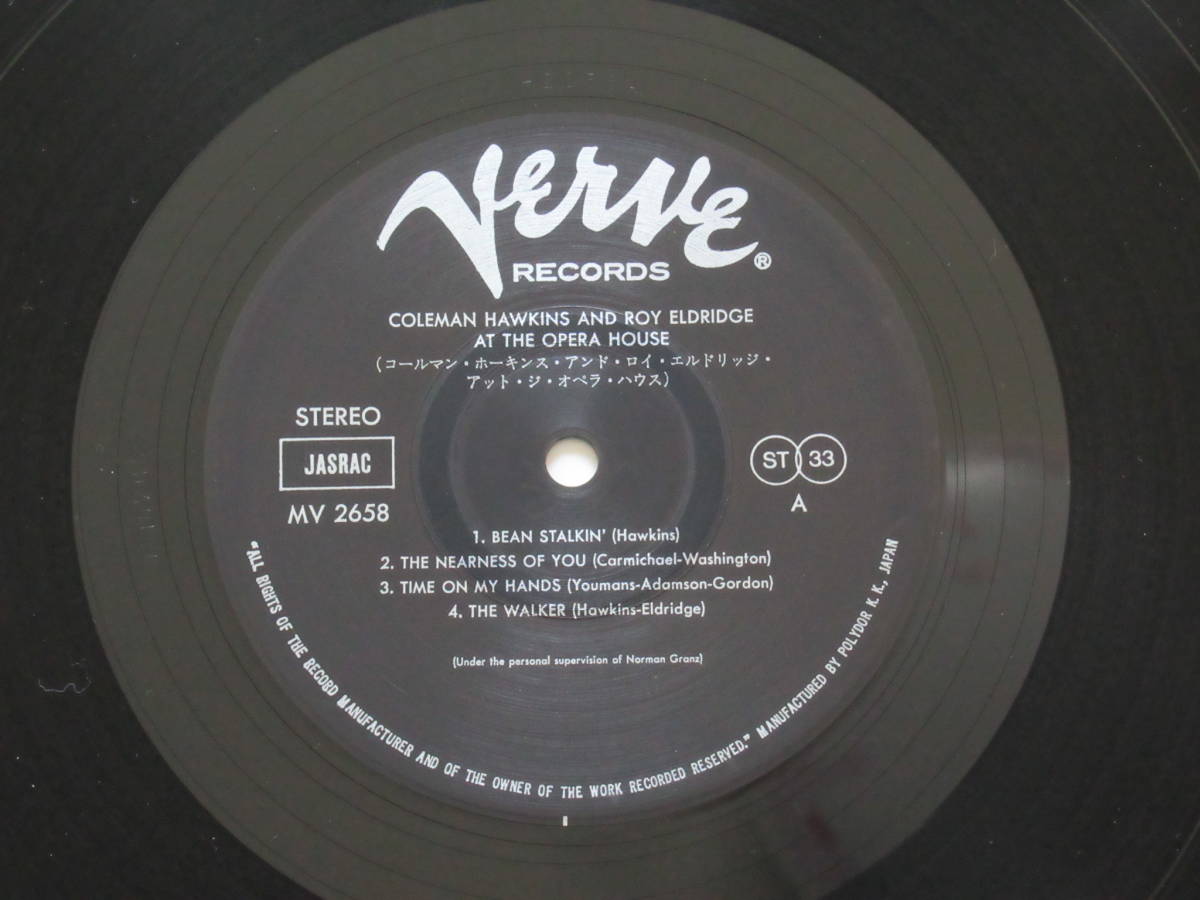 Verve
RECORDS ®
COLEMAN HAWKINS AND ROY ELDRIDGE
AT THE OPERA HOUSE
(コールマン・ホーキンス・アンド・ロイ・エルドリッジ・
アット・ジ・オペラ・ハウス)
STEREO
JASRAC
MV 2658
ST 33
A
1. BEAN STALKIN' (Hawkins)
2. THE NEARNESS OF YOU (Carmichael-Washington)
3. TIME ON MY HANDS (Youmans-Adamson-Gordon)
4. THE WALKER (Hawkins-Eldridge)
(Under the personal supervision of Norman Granz)
"ALL RIGHTS OF THE RECORD MANUFACTURER AND OF THE OWNER OF THE WORK RECORDED RESERVED." MANUFACTURED BY POLYDOR K. K., JAPAN